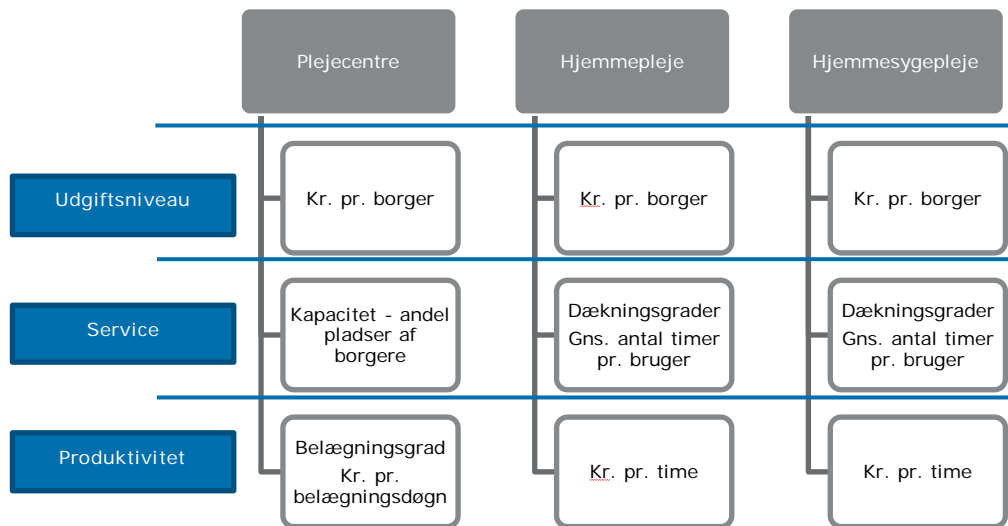 Plejecentre
Hjemmepleje
Hjemmesygepleje
Udgiftsniveau
Kr. pr. borger
Kr. pr. borger
Kr. pr. borger
Service
Kapacitet - andel
pladser af
borgere
Dækningsgrader
Gns. antal timer
pr. bruger
Dækningsgrader
Gns. antal timer
pr. bruger
Produktivitet
Belægningsgrad
Kr. pr.
belægningsdøgn
Kr. pr. time
Kr. pr. time